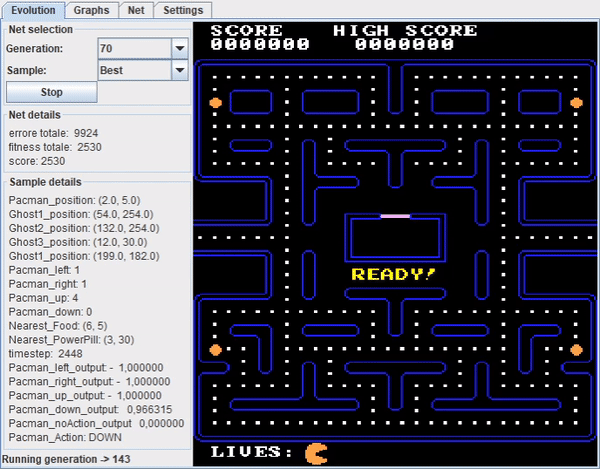 Evolution Graphs Net Settings
Net selection
Generation: 70
Sample: Best
Stop
Net details
errore totale: 9924
fitness totale: 2530
score: 2530
Sample details
Pacman_position: (2.0, 5.0)
Ghost1_position: (54.0, 254.0)
Ghost2_position: (132.0, 254.0)
Ghost3_position: (12.0, 30.0)
Ghost1_position: (199.0, 182.0)
Pacman_left: 1
Pacman_right: 1
Pacman_up: 4
Pacman_down: 0
Nearest_Food: (6, 5)
Nearest_PowerPill: (3, 30)
timestep: 2448
Pacman_left_output: - 1,000000
Pacman_right_output: - 1,000000
Pacman_up_output: - 1,000000
Pacman_down_output: 0,966315
Pacman_noAction_output 0,000000
Pacman_Action: DOWN
Running generation -> 143
SCORE HIGH SCORE
0000000 0000000
READY!
LIVES: